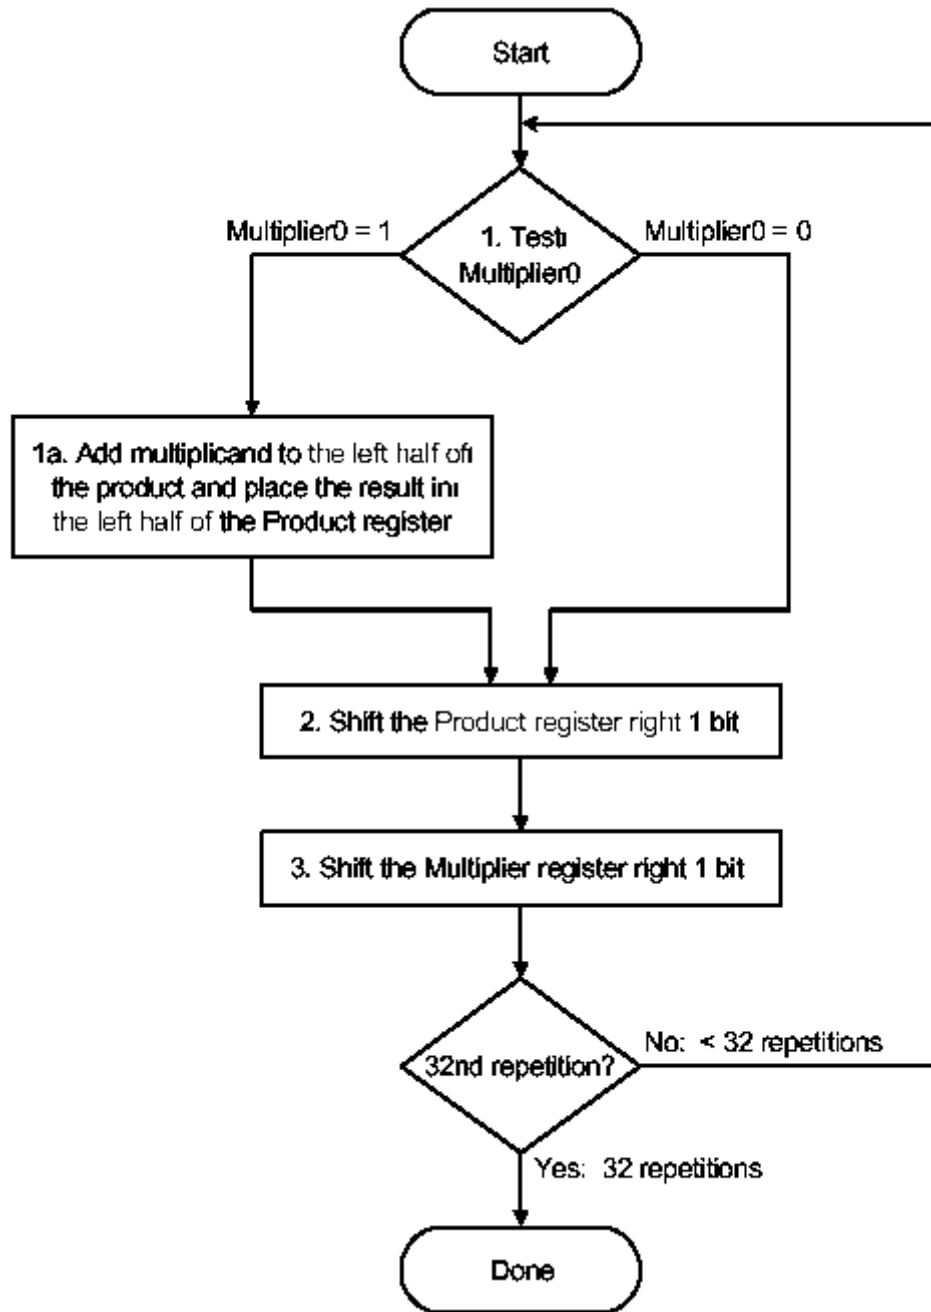 Start
Multiplier0 = 1
1. Test
Multiplier0
Multiplier0 = 0
1a. Add multiplicand to the left half of
the product and place the result in
the left half of the Product register
2. Shift the Product register right 1 bit
3. Shift the Multiplier register right 1 bit
32nd repetition?
No: < 32 repetitions
Yes: 32 repetitions
Done